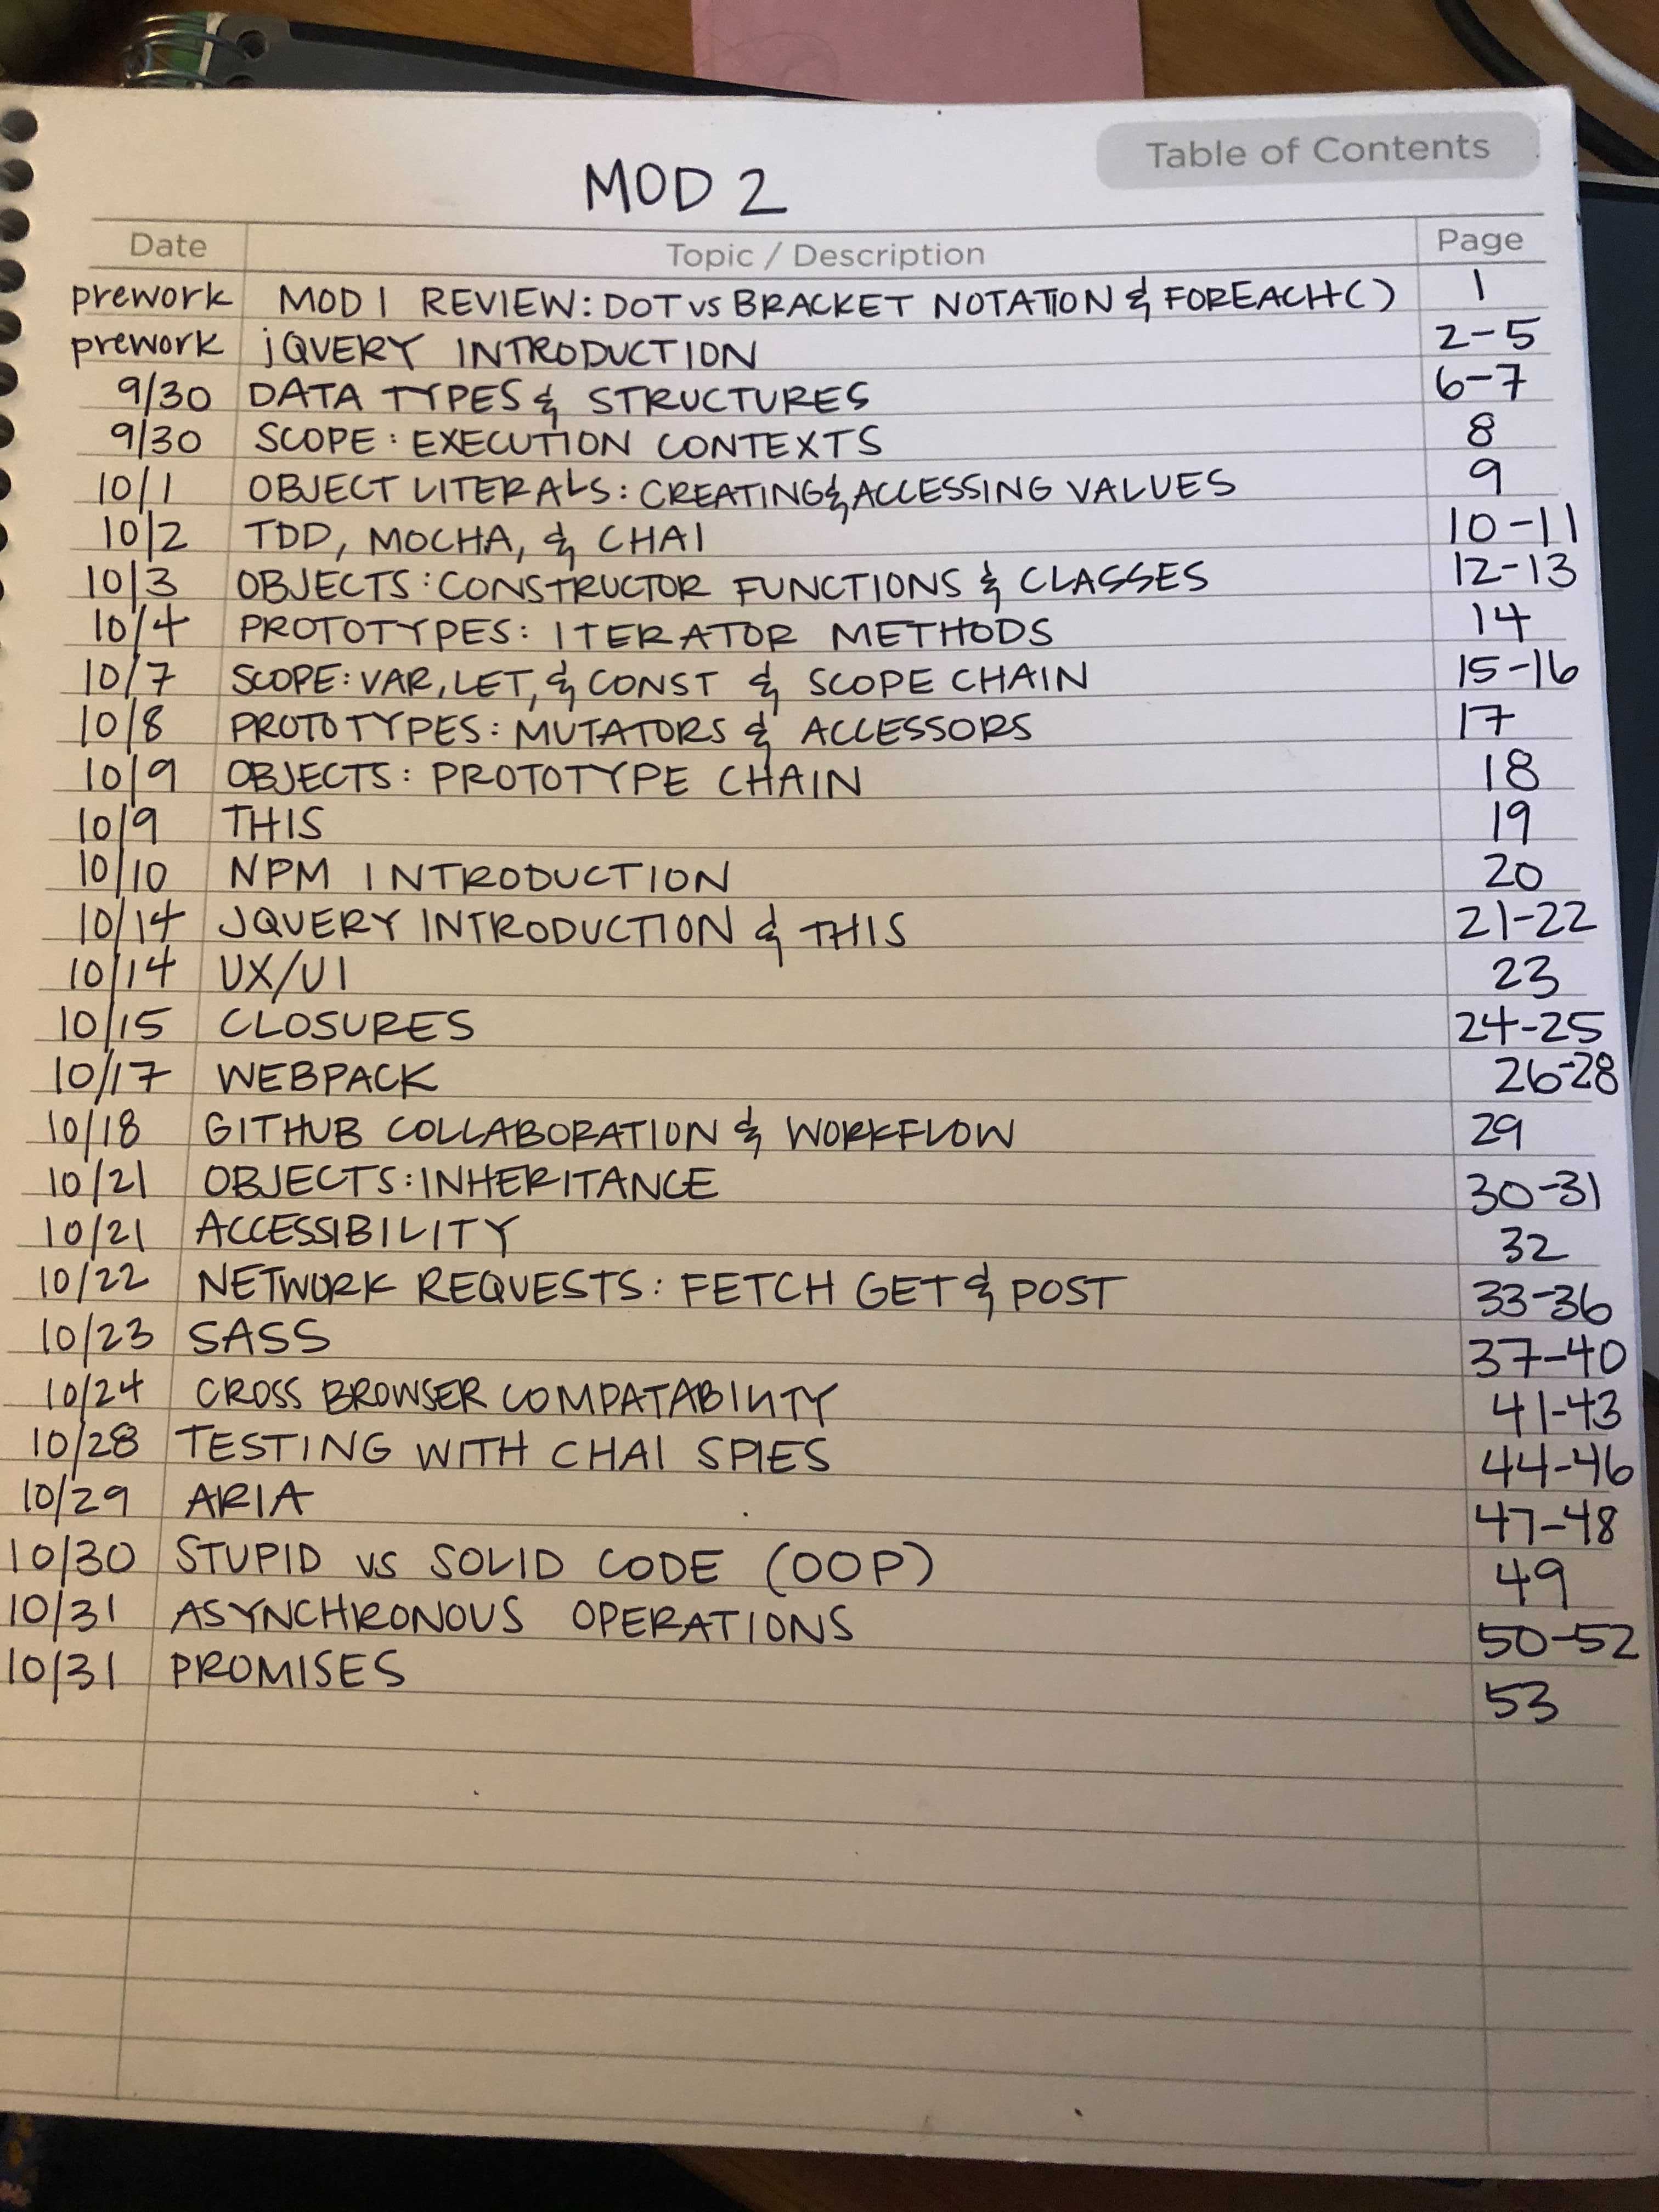 Table of Contents
MOD 2
Date Topic / Description Page
prework MOD 1 REVIEW: DOT vs BRACKET NOTATION & FOREACH() 1
prework jQUERY INTRODUCTION 2-5
9/30 DATA TYPES & STRUCTURES 6-7
9/30 SCOPE: EXECUTION CONTEXTS 8
10/1 OBJECT LITERALS: CREATING & ACCESSING VALUES 9
10/2 TDD, MOCHA, & CHAI 10-11
10/3 OBJECTS: CONSTRUCTOR FUNCTIONS & CLASSES 12-13
10/4 PROTOTYPES: ITERATOR METHODS 14
10/7 SCOPE: VAR, LET, & CONST & SCOPE CHAIN 15-16
10/8 PROTOTYPES: MUTATORS & ACCESSORS 17
10/9 OBJECTS: PROTOTYPE CHAIN 18
10/9 THIS 19
10/10 NPM INTRODUCTION 20
10/14 JQUERY INTRODUCTION & THIS 21-22
10/14 UX/UI 23
10/15 CLOSURES 24-25
10/17 WEBPACK 26-28
10/18 GITHUB COLLABORATION & WORKFLOW 29
10/21 OBJECTS: INHERITANCE 30-31
10/21 ACCESSIBILITY 32
10/22 NETWORK REQUESTS: FETCH GET & POST 33-36
10/23 SASS 37-40
10/24 CROSS BROWSER COMPATABILITY 41-43
10/28 TESTING WITH CHAI SPIES 44-46
10/29 ARIA 47-48
10/30 STUPID vs SOLID CODE (OOP) 49
10/31 ASYNCHRONOUS OPERATIONS 50-52
10/31 PROMISES 53